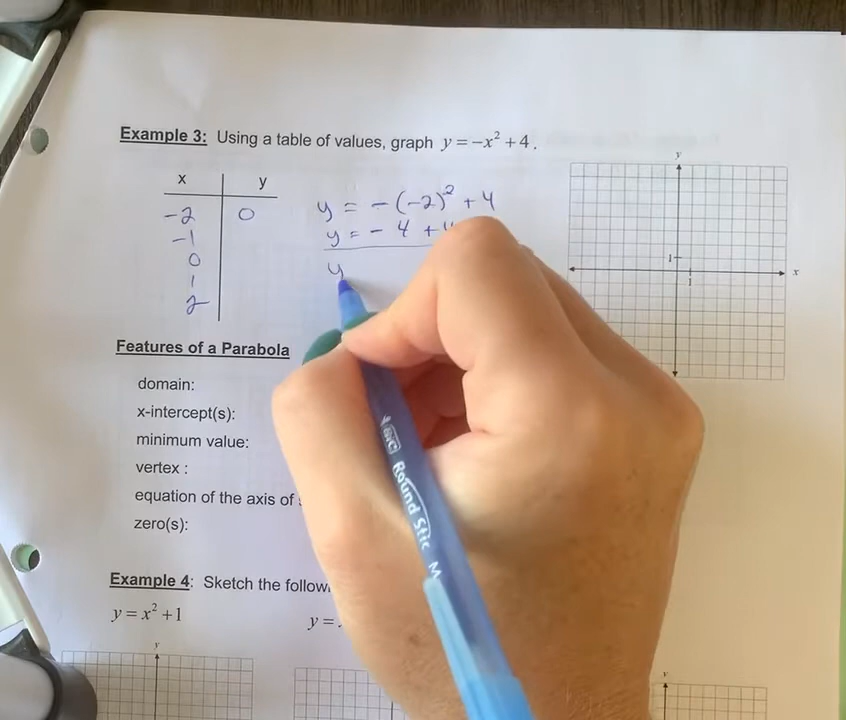 Example 3: Using a table of values, graph y = −x² + 4.
x y
-2 0
-1
0
1
2
y = -(-2)² + 4
y = - 4 + 4
y
y
1
x
1
Features of a Parabola
domain:
x-intercept(s):
minimum value:
vertex :
equation of the axis of
zero(s):
BIC Round Stic M
Example 4: Sketch the
y = x² + 1
y =
y
y